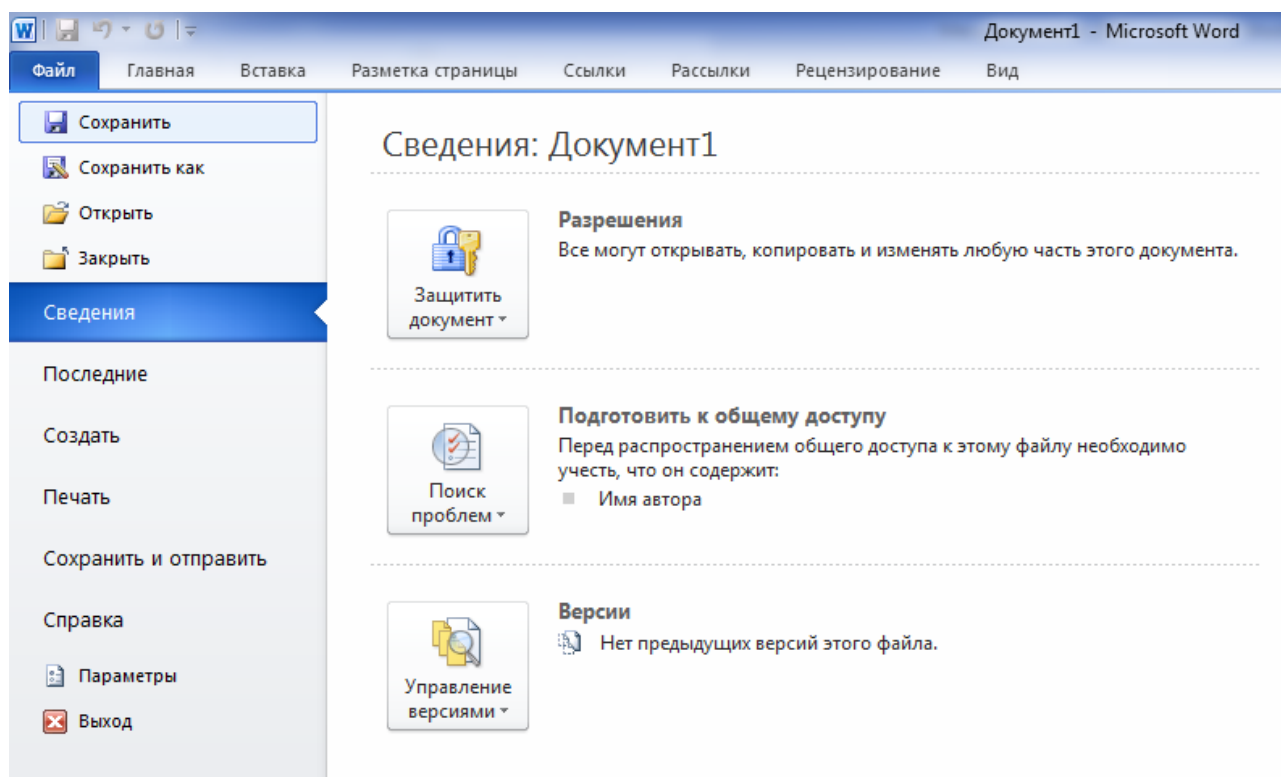 Документ1 - Microsoft Word
Файл Главная Вставка Разметка страницы Ссылки Рассылки Рецензирование Вид
Сохранить
Сохранить как
Открыть
Закрыть
Сведения
Последние
Создать
Печать
Сохранить и отправить
Справка
Параметры
Выход
Сведения: Документ1
Защитить
документ
Разрешения
Все могут открывать, копировать и изменять любую часть этого документа.
Поиск
проблем
Подготовить к общему доступу
Перед распространением общего доступа к этому файлу необходимо
учесть, что он содержит:
Имя автора
Управление
версиями
Версии
Нет предыдущих версий этого файла.